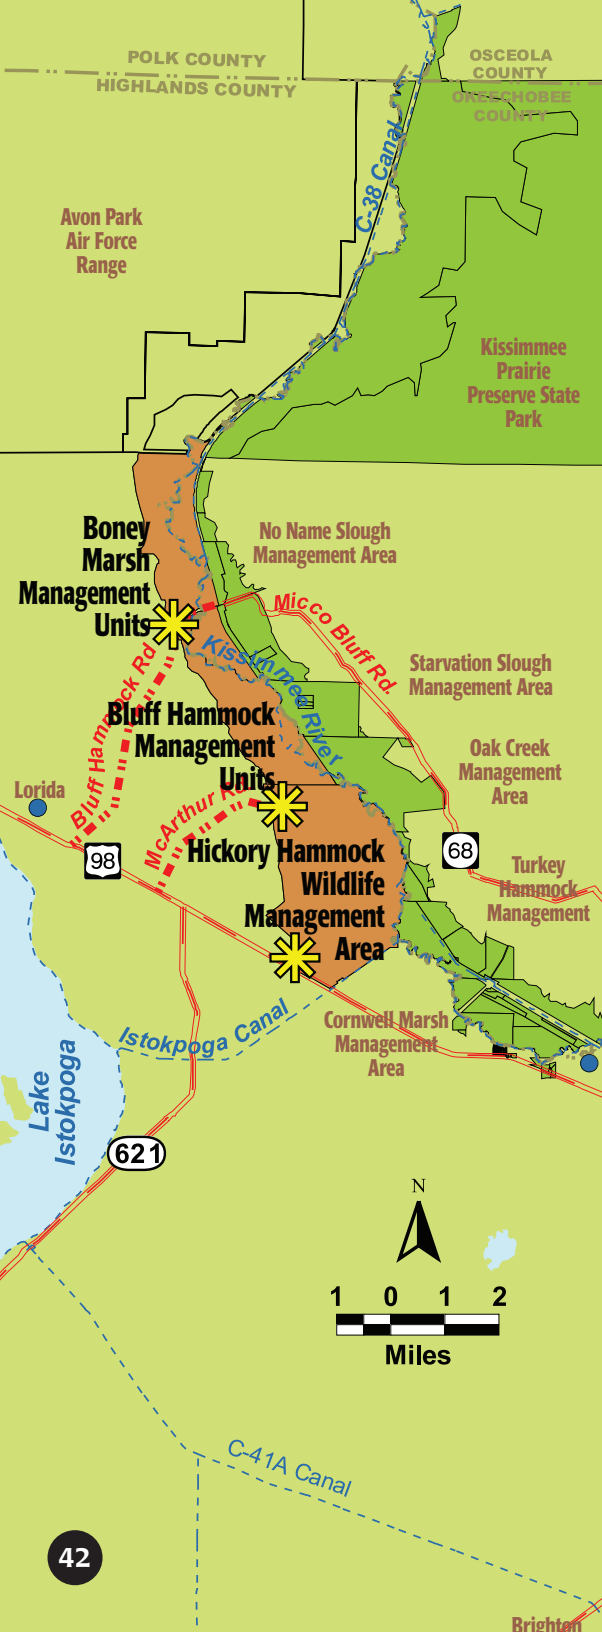 POLK COUNTY
HIGHLANDS COUNTY
OSCEOLA
COUNTY
OKEECHOBEE
COUNTY
C-38 Canal
Avon Park
Air Force
Range
Kissimmee
Prairie
Preserve State
Park
Boney
Marsh
Management
Units
No Name Slough
Management Area
Micco Bluff Rd.
Kissimmee River
Starvation Slough
Management Area
Bluff Hammock Rd
Bluff Hammock
Management
Units
Oak Creek
Management
Area
Lorida
McArthur Rd
98
68
Hickory Hammock
Wildlife
Management
Area
Turkey
Hammock
Management
Cornwell Marsh
Management
Area
Istokpoga Canal
Lake
Istokpoga
621
N
1 0 1 2
Miles
C-41A Canal
42
Brighton